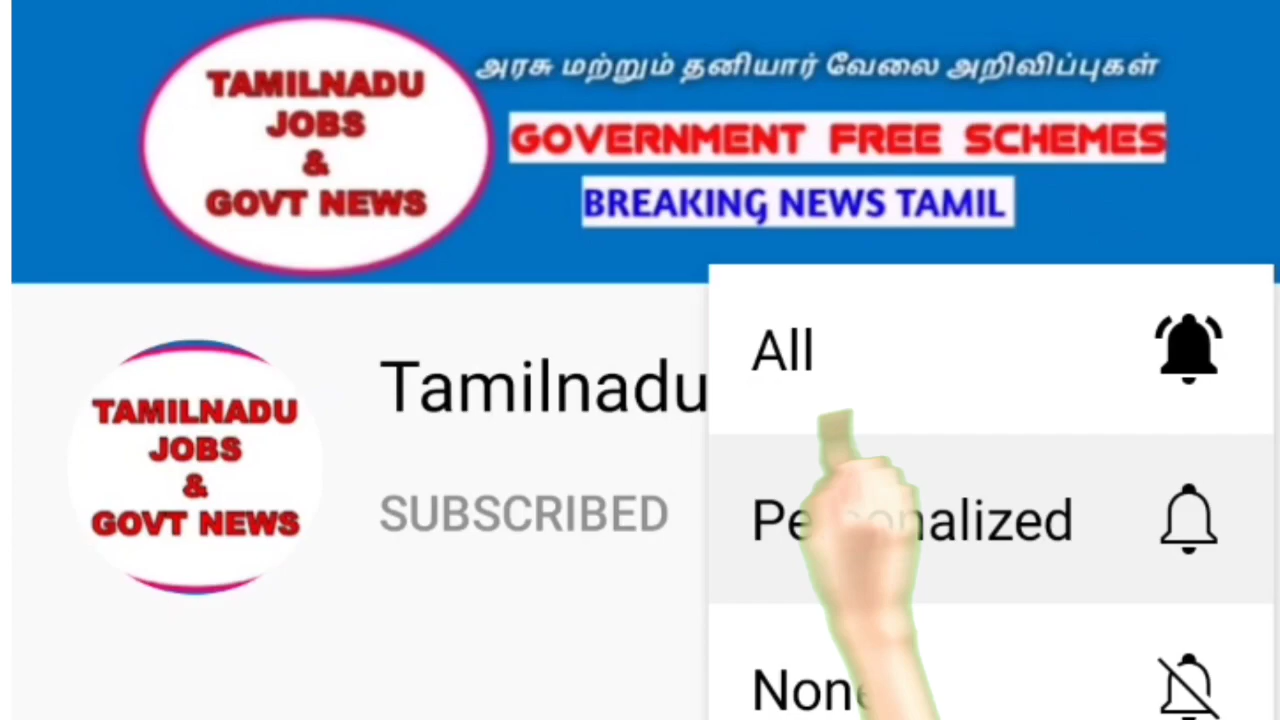 TAMILNADU
JOBS
&
GOVT NEWS
அரசு மற்றும் தனியார் வேலை அறிவிப்புகள்
GOVERNMENT FREE SCHEMES
BREAKING NEWS TAMIL
TAMILNADU
JOBS
&
GOVT NEWS
Tamilnadu
SUBSCRIBED
All
Personalized
None